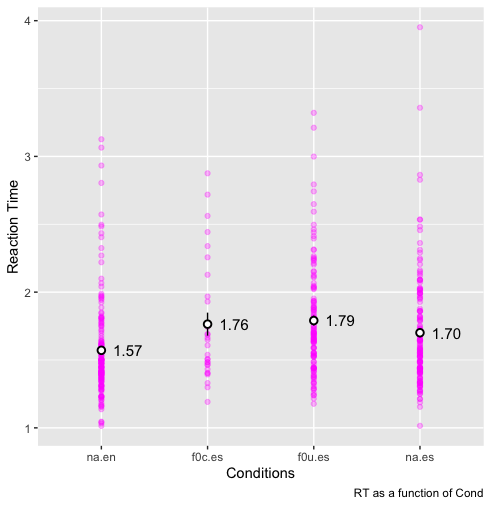 4
3
2
1
Reaction Time
1.57
1.76
1.79
1.70
na.en f0c.es f0u.es na.es
Conditions
RT as a function of Cond